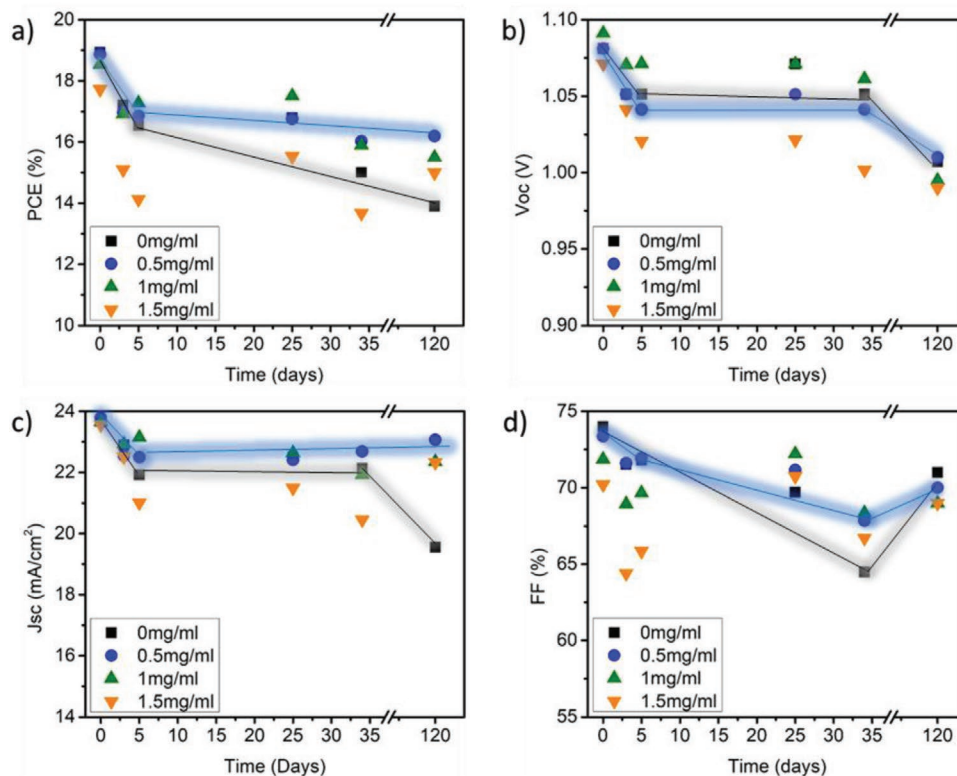 a)
20
18
16
14
12
10
PCE (%)
0mg/ml
0.5mg/ml
1mg/ml
1.5mg/ml
0 5 10 15 20 25 30 35 120
Time (days)
b)
1.10
1.05
1.00
0.95
0.90
Voc (V)
0mg/ml
0.5mg/ml
1mg/ml
1.5mg/ml
0 5 10 15 20 25 30 35 120
Time (days)
c)
24
22
20
18
16
14
Jsc (mA/cm²)
0mg/ml
0.5mg/ml
1mg/ml
1.5mg/ml
0 5 10 15 20 25 30 35 120
Time (Days)
d)
75
70
65
60
55
FF (%)
0mg/ml
0.5mg/ml
1mg/ml
1.5mg/ml
0 5 10 15 20 25 30 35 120
Time (days)